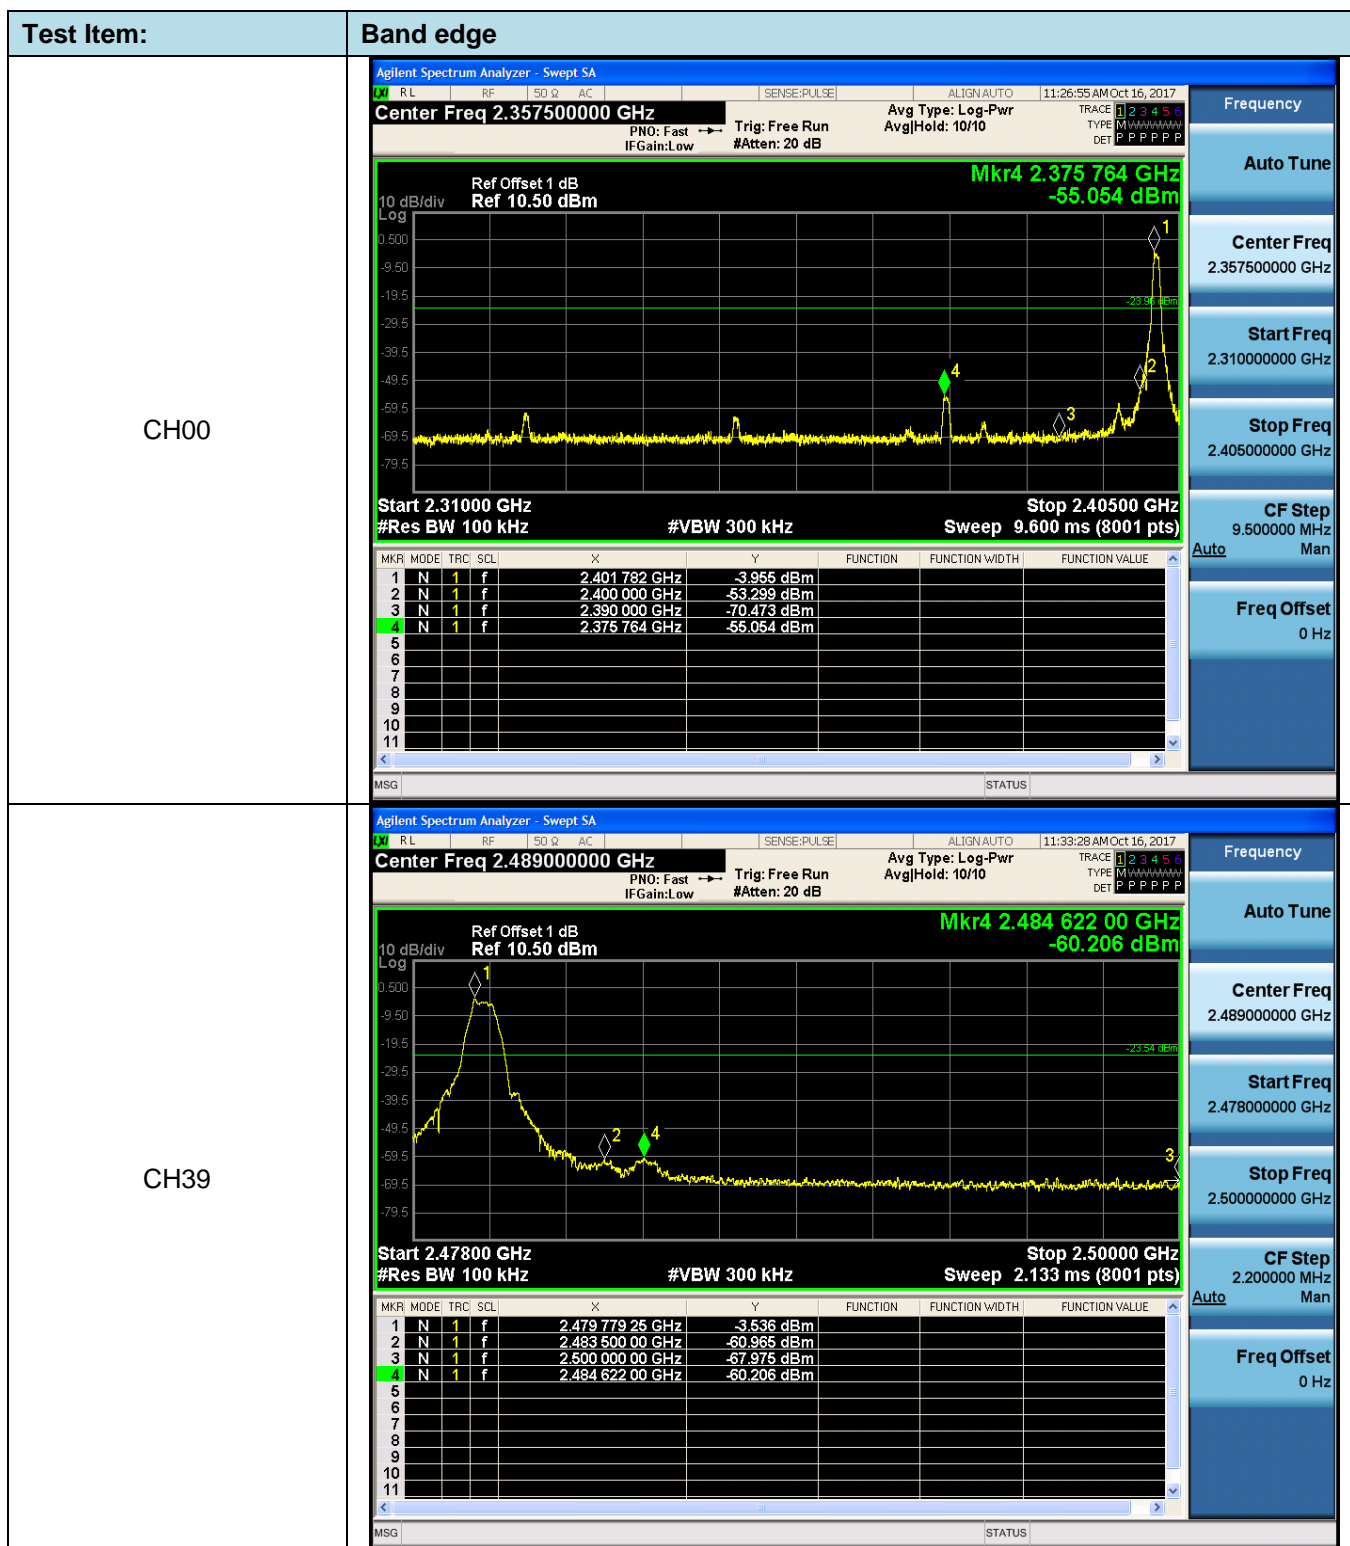 Test Item: Band edge
CH00
Agilent Spectrum Analyzer - Swept SA
LXI RL RF 50 Ω AC SENSE:PULSE ALIGN AUTO 11:26:55 AM Oct 16, 2017
Center Freq 2.357500000 GHz
PNO: Fast
IFGain:Low
Trig: Free Run
#Atten: 20 dB
Avg Type: Log-Pwr
Avg|Hold: 10/10
TRACE 1 2 3 4 5 6
TYPE M WWWWW
DET P P P P P P
Mkr4 2.375 764 GHz
-55.054 dBm
Ref Offset 1 dB
10 dB/div Ref 10.50 dBm
Log
0.500
-9.50
-19.5
-29.5
-39.5
-49.5
-59.5
-69.5
-79.5
-23.96 dBm
1
2
3
4
Start 2.31000 GHz Stop 2.40500 GHz
#Res BW 100 kHz #VBW 300 kHz Sweep 9.600 ms (8001 pts)
MKR MODE TRC SCL X Y FUNCTION FUNCTION WIDTH FUNCTION VALUE
1 N 1 f 2.401 782 GHz -3.955 dBm
2 N 1 f 2.400 000 GHz -53.299 dBm
3 N 1 f 2.390 000 GHz -70.473 dBm
4 N 1 f 2.375 764 GHz -55.054 dBm
5
6
7
8
9
10
11
MSG STATUS
Frequency
Auto Tune
Center Freq
2.357500000 GHz
Start Freq
2.310000000 GHz
Stop Freq
2.405000000 GHz
CF Step
9.500000 MHz
Auto Man
Freq Offset
0 Hz
CH39
Agilent Spectrum Analyzer - Swept SA
LXI RL RF 50 Ω AC SENSE:PULSE ALIGN AUTO 11:33:28 AM Oct 16, 2017
Center Freq 2.489000000 GHz
PNO: Fast
IFGain:Low
Trig: Free Run
#Atten: 20 dB
Avg Type: Log-Pwr
Avg|Hold: 10/10
TRACE 1 2 3 4 5 6
TYPE M WWWWW
DET P P P P P P
Mkr4 2.484 622 00 GHz
-60.206 dBm
Ref Offset 1 dB
10 dB/div Ref 10.50 dBm
Log
0.500
-9.50
-19.5
-29.5
-39.5
-49.5
-59.5
-69.5
-79.5
-23.54 dBm
1
2
4
3
Start 2.47800 GHz Stop 2.50000 GHz
#Res BW 100 kHz #VBW 300 kHz Sweep 2.133 ms (8001 pts)
MKR MODE TRC SCL X Y FUNCTION FUNCTION WIDTH FUNCTION VALUE
1 N 1 f 2.479 779 25 GHz -3.536 dBm
2 N 1 f 2.483 500 00 GHz -60.965 dBm
3 N 1 f 2.500 000 00 GHz -67.975 dBm
4 N 1 f 2.484 622 00 GHz -60.206 dBm
5
6
7
8
9
10
11
MSG STATUS
Frequency
Auto Tune
Center Freq
2.489000000 GHz
Start Freq
2.478000000 GHz
Stop Freq
2.500000000 GHz
CF Step
2.200000 MHz
Auto Man
Freq Offset
0 Hz